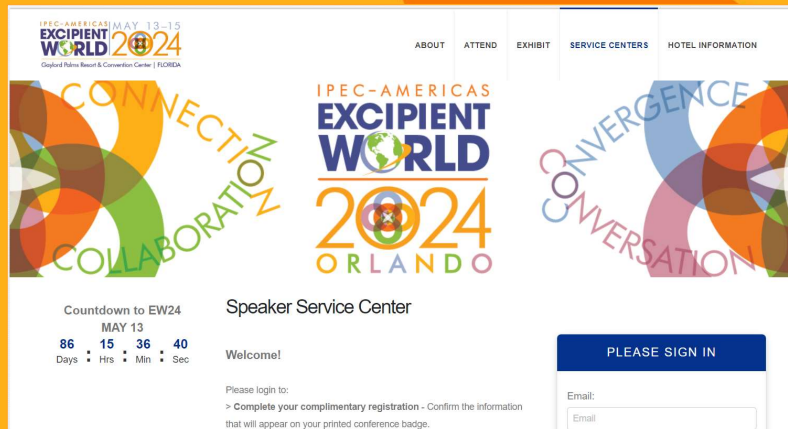 IPEC-AMERICAS MAY 13–15
EXCIPIENT
WORLD 2024
Gaylord Palms Resort & Convention Center | FLORIDA
ABOUT ATTEND EXHIBIT SERVICE CENTERS HOTEL INFORMATION
CONNECTION
COLLABORATION
IPEC-AMERICAS
EXCIPIENT
WORLD
2024
ORLANDO
CONVERGENCE
CONVERSATION
Countdown to EW24
MAY 13
86 : 15 : 36 : 40
Days Hrs Min Sec
Speaker Service Center
Welcome!
Please login to:
> Complete your complimentary registration - Confirm the information
that will appear on your printed conference badge.
PLEASE SIGN IN
Email:
Email